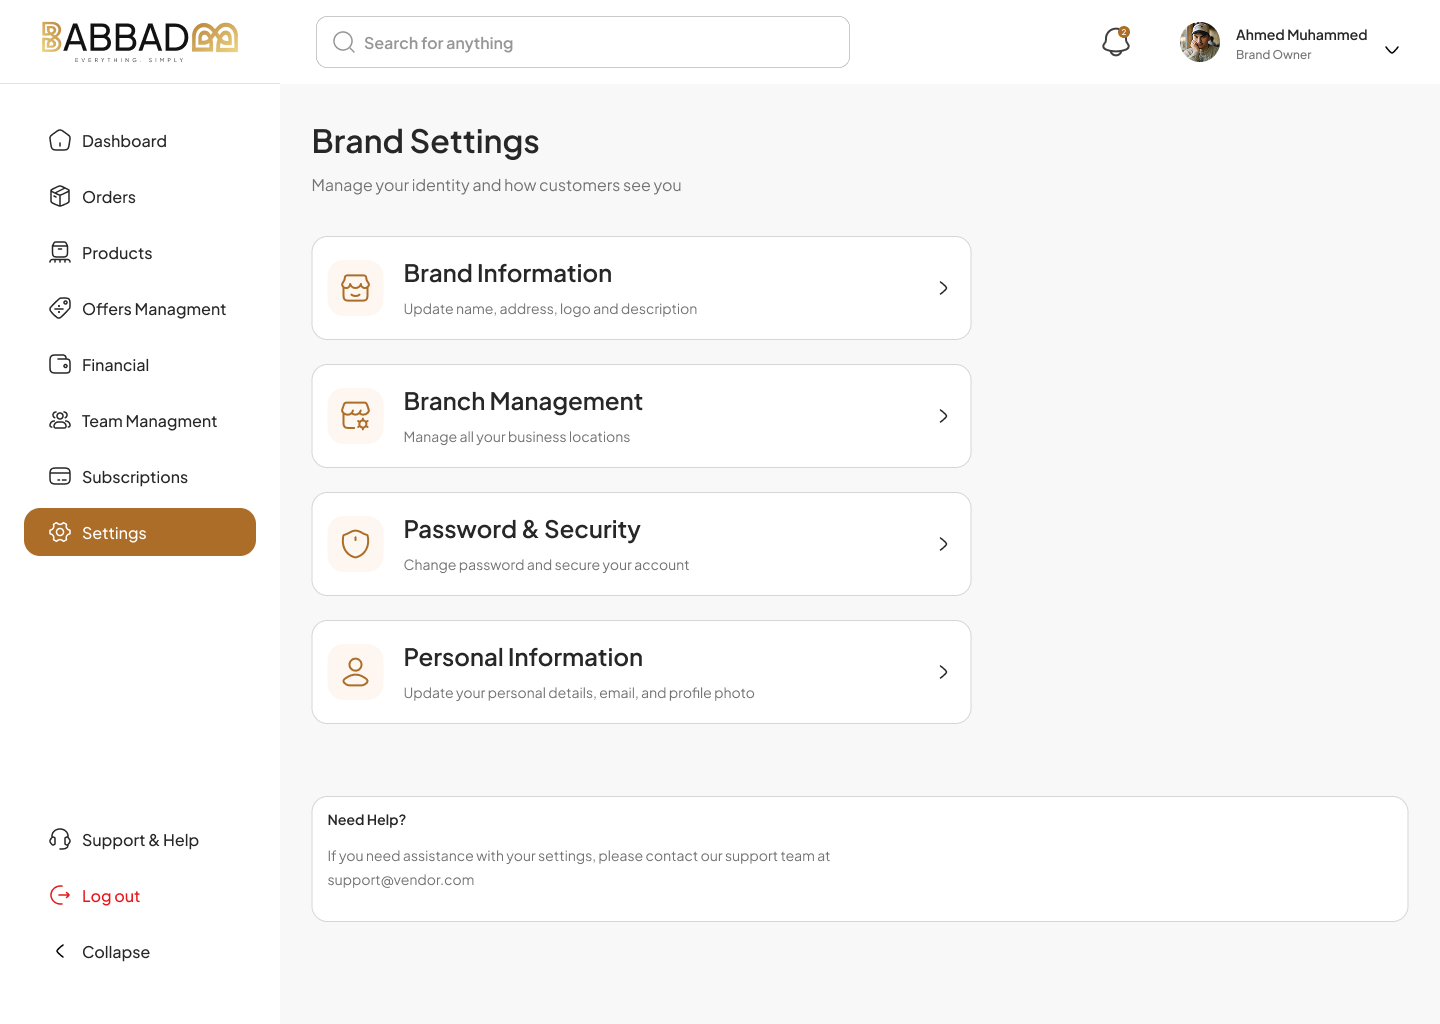 BABBAD
EVERYTHING. SIMPLY
Search for anything
2
Ahmed Muhammed
Brand Owner
Dashboard
Orders
Products
Offers Managment
Financial
Team Managment
Subscriptions
Settings
Support & Help
Log out
Collapse
Brand Settings
Manage your identity and how customers see you
Brand Information
Update name, address, logo and description
Branch Management
Manage all your business locations
Password & Security
Change password and secure your account
Personal Information
Update your personal details, email, and profile photo
Need Help?
If you need assistance with your settings, please contact our support team at
support@vendor.com